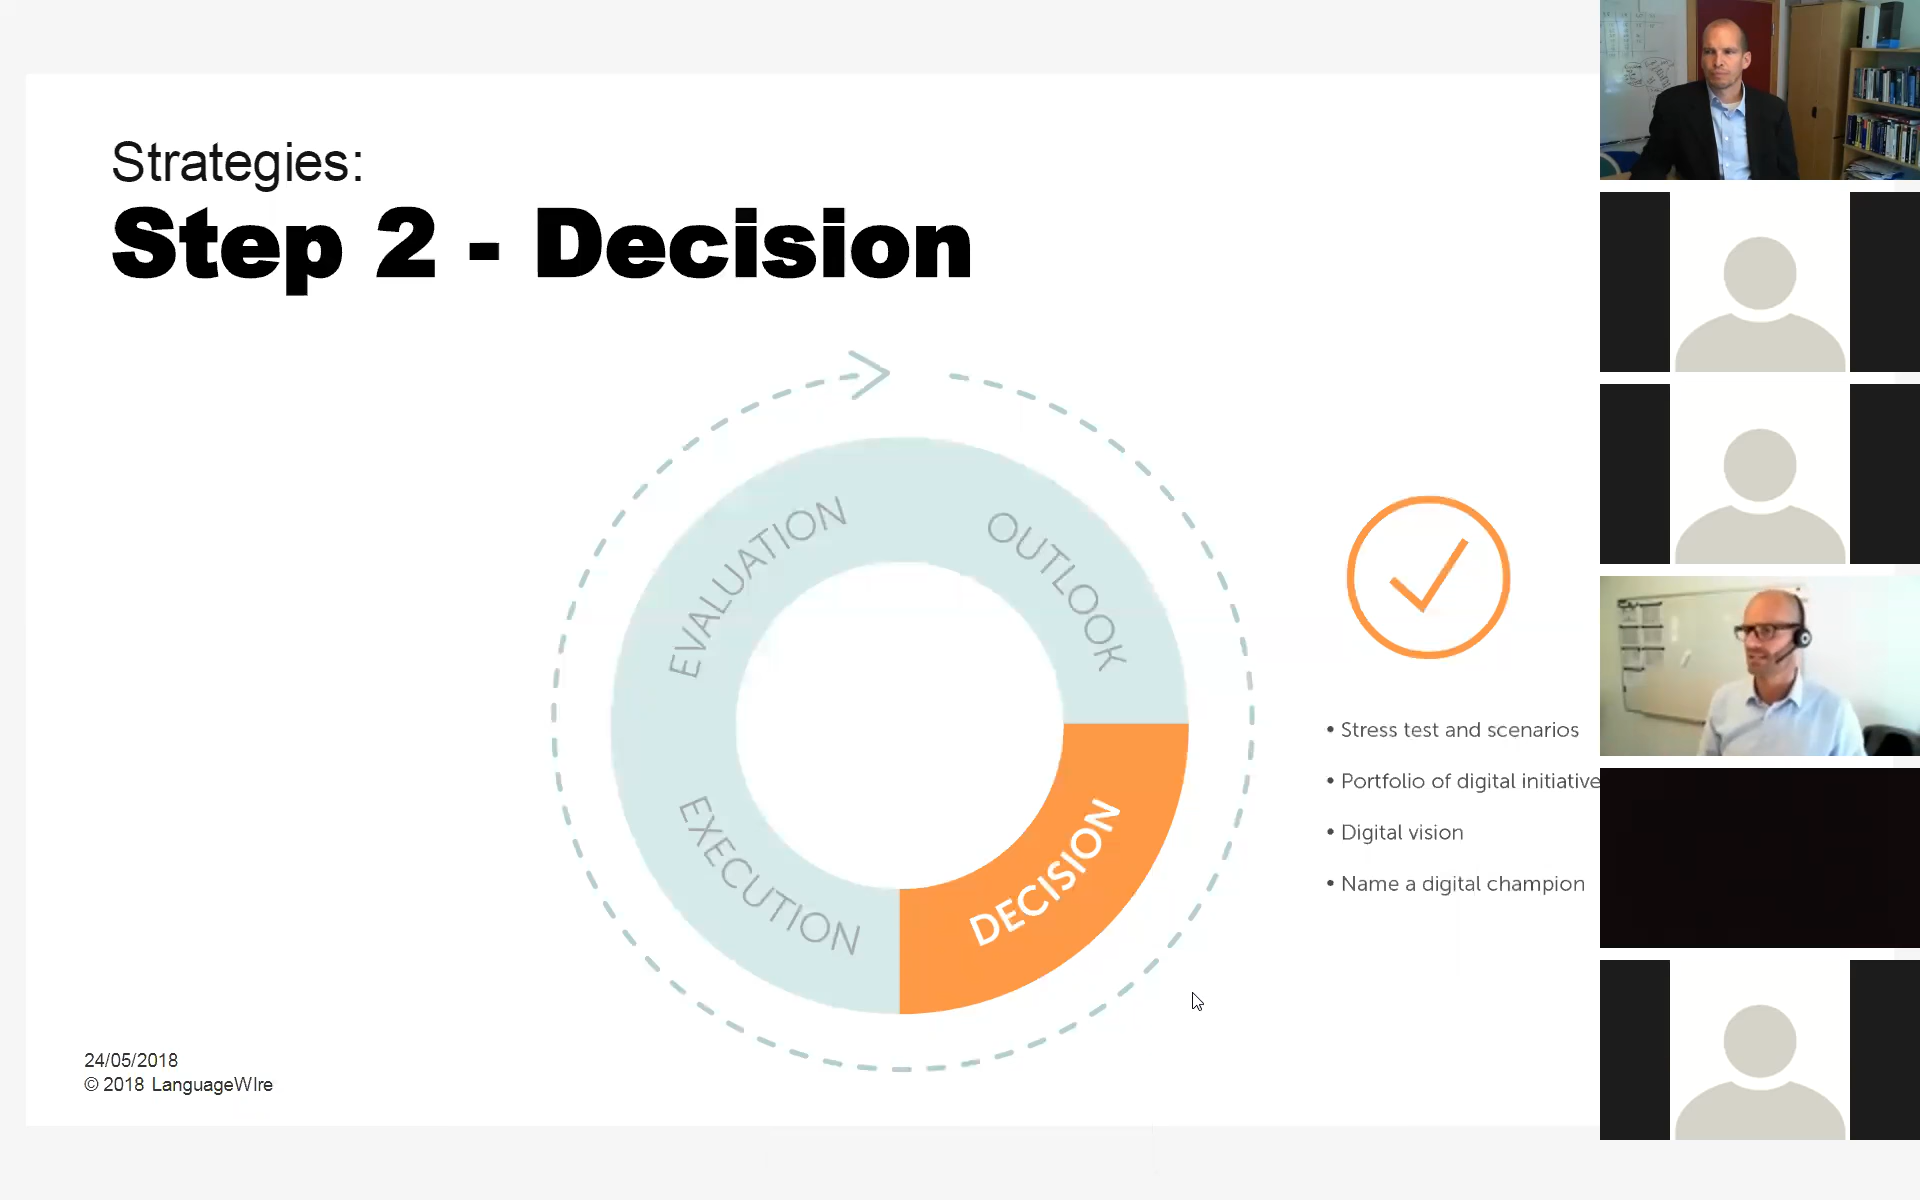 Strategies:
Step 2 - Decision
EVALUATION
OUTLOOK
EXECUTION
DECISION
• Stress test and scenarios
• Portfolio of digital initiative
• Digital vision
• Name a digital champion
24/05/2018
© 2018 LanguageWIre